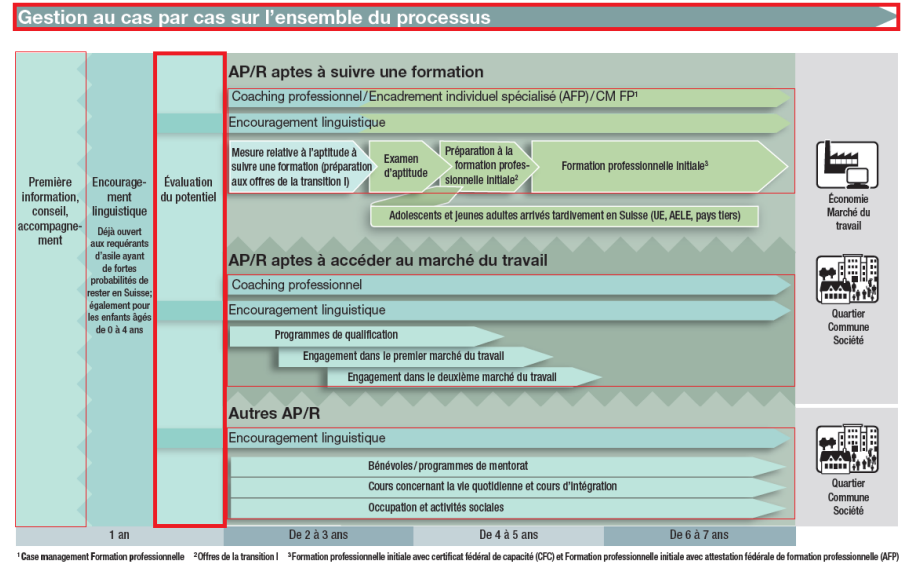 Gestion au cas par cas sur l'ensemble du processus
Première
information,
conseil,
accompagne-
ment
Encourage-
ment
linguistique
Déjà ouvert
aux requérants
d'asile ayant
de fortes
probabilités de
rester en Suisse;
également pour
les enfants âgés
de 0 à 4 ans
Évaluation
du potentiel
AP/R aptes à suivre une formation
Coaching professionnel/Encadrement individuel spécialisé (AFP)/CM FP¹
Encouragement linguistique
Mesure relative à l'aptitude à
suivre une formation (préparation
aux offres de la transition I)
Examen
d'aptitude
Préparation à la
formation profes-
sionnelle initiale²
Formation professionnelle initiale³
Adolescents et jeunes adultes arrivés tardivement en Suisse (UE, AELE, pays tiers)
AP/R aptes à accéder au marché du travail
Coaching professionnel
Encouragement linguistique
Programmes de qualification
Engagement dans le premier marché du travail
Engagement dans le deuxième marché du travail
Autres AP/R
Encouragement linguistique
Bénévoles/programmes de mentorat
Cours concernant la vie quotidienne et cours d'intégration
Occupation et activités sociales
Économie
Marché du
travail
Quartier
Commune
Société
Quartier
Commune
Société
1 an
De 2 à 3 ans
De 4 à 5 ans
De 6 à 7 ans
¹ Case management Formation professionnelle ² Offres de la transition I ³ Formation professionnelle initiale avec certificat fédéral de capacité (CFC) et Formation professionnelle initiale avec attestation fédérale de formation professionnelle (AFP)